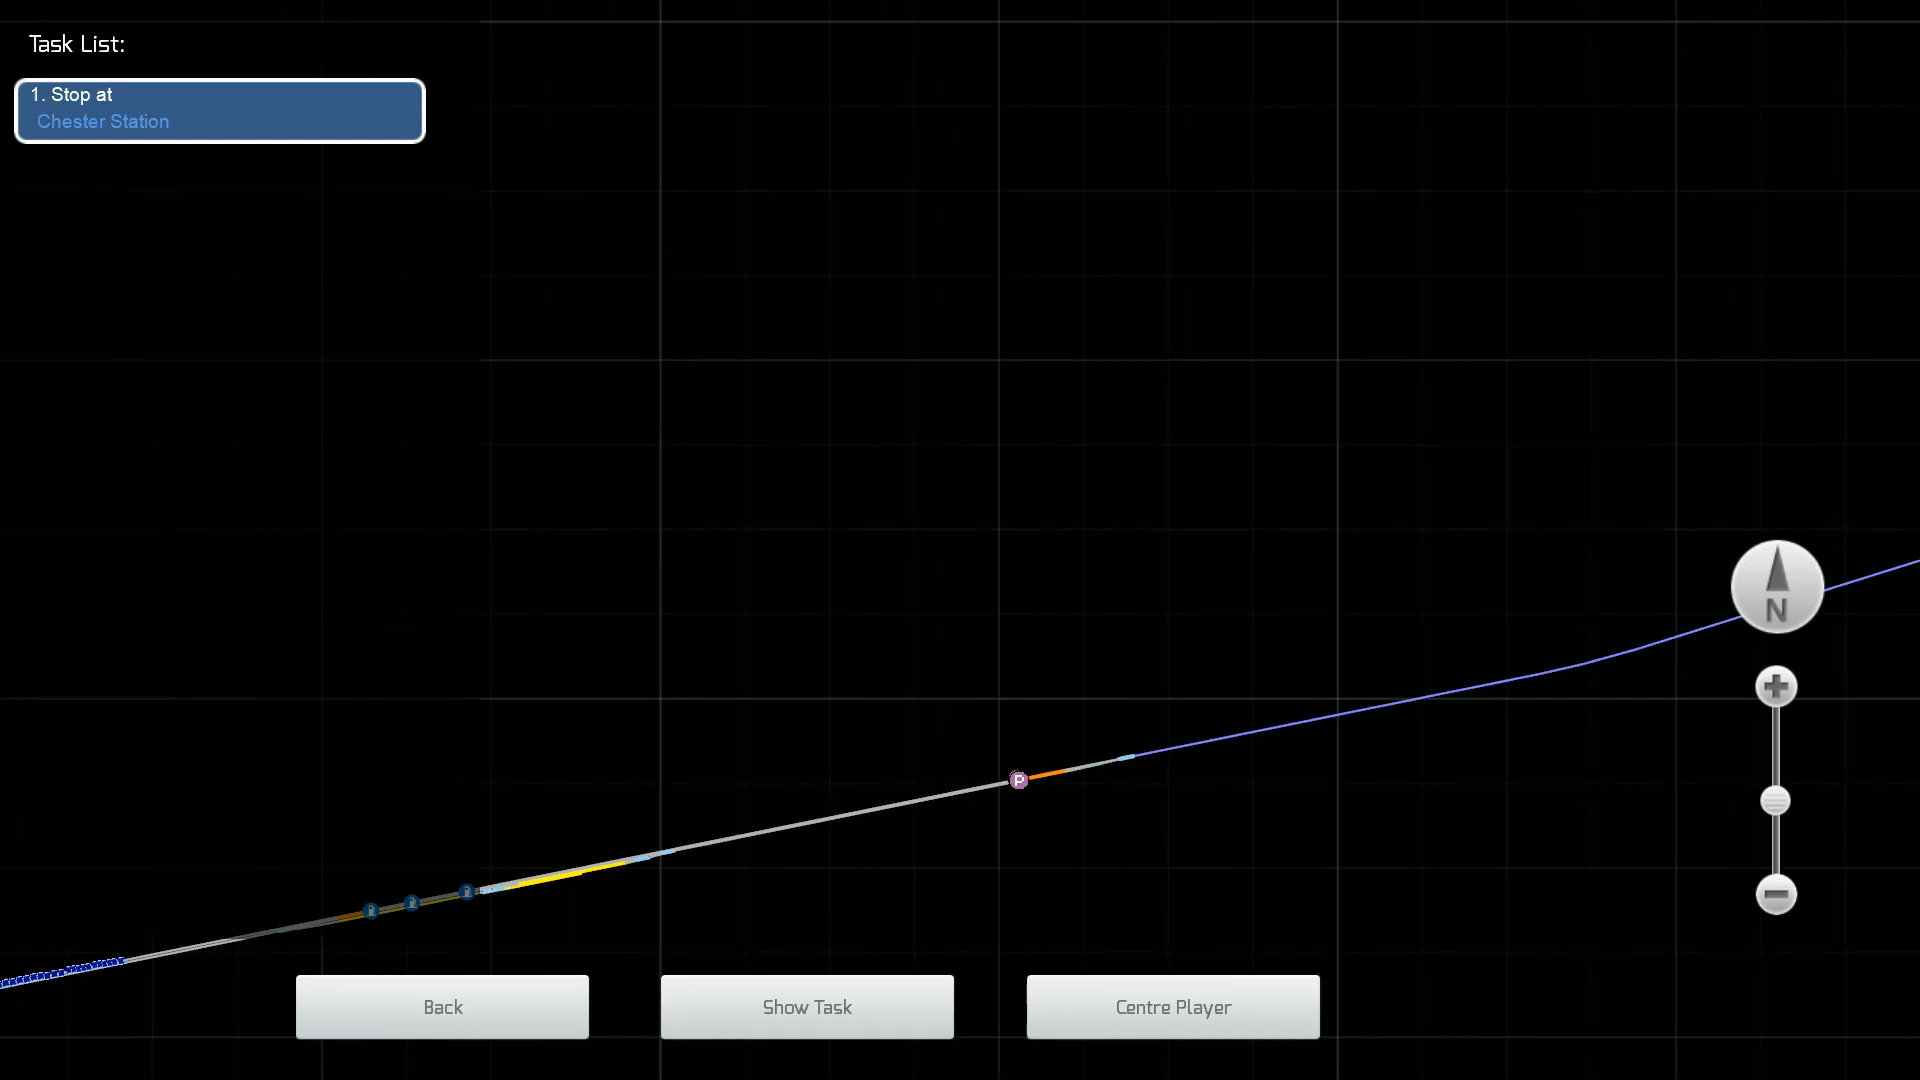 Task List:
1. Stop at
Chester Station
N
P
Back
Show Task
Centre Player